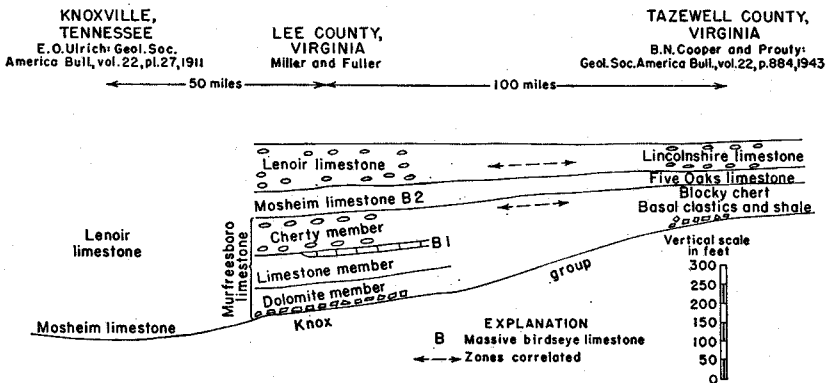 KNOXVILLE,
TENNESSEE
E.O.Ulrich: Geol. Soc.
America Bull., vol. 22, pl. 27, 1911
LEE COUNTY,
VIRGINIA
Miller and Fuller
TAZEWELL COUNTY,
VIRGINIA
B.N. Cooper and Prouty:
Geol. Soc. America Bull., vol. 22, p. 884, 1943
50 miles
100 miles
Lenoir limestone
Lincolnshire limestone
Five Oaks limestone
Mosheim limestone B2
Blocky chert
Basal clastics and shale
Murfreesboro
limestone
Cherty member
B1
Lenoir
limestone
Limestone member
Dolomite member
Mosheim limestone
Knox
group
Vertical scale
in feet
300
250
200
150
100
50
0
EXPLANATION
B Massive birdseye limestone
Zones correlated